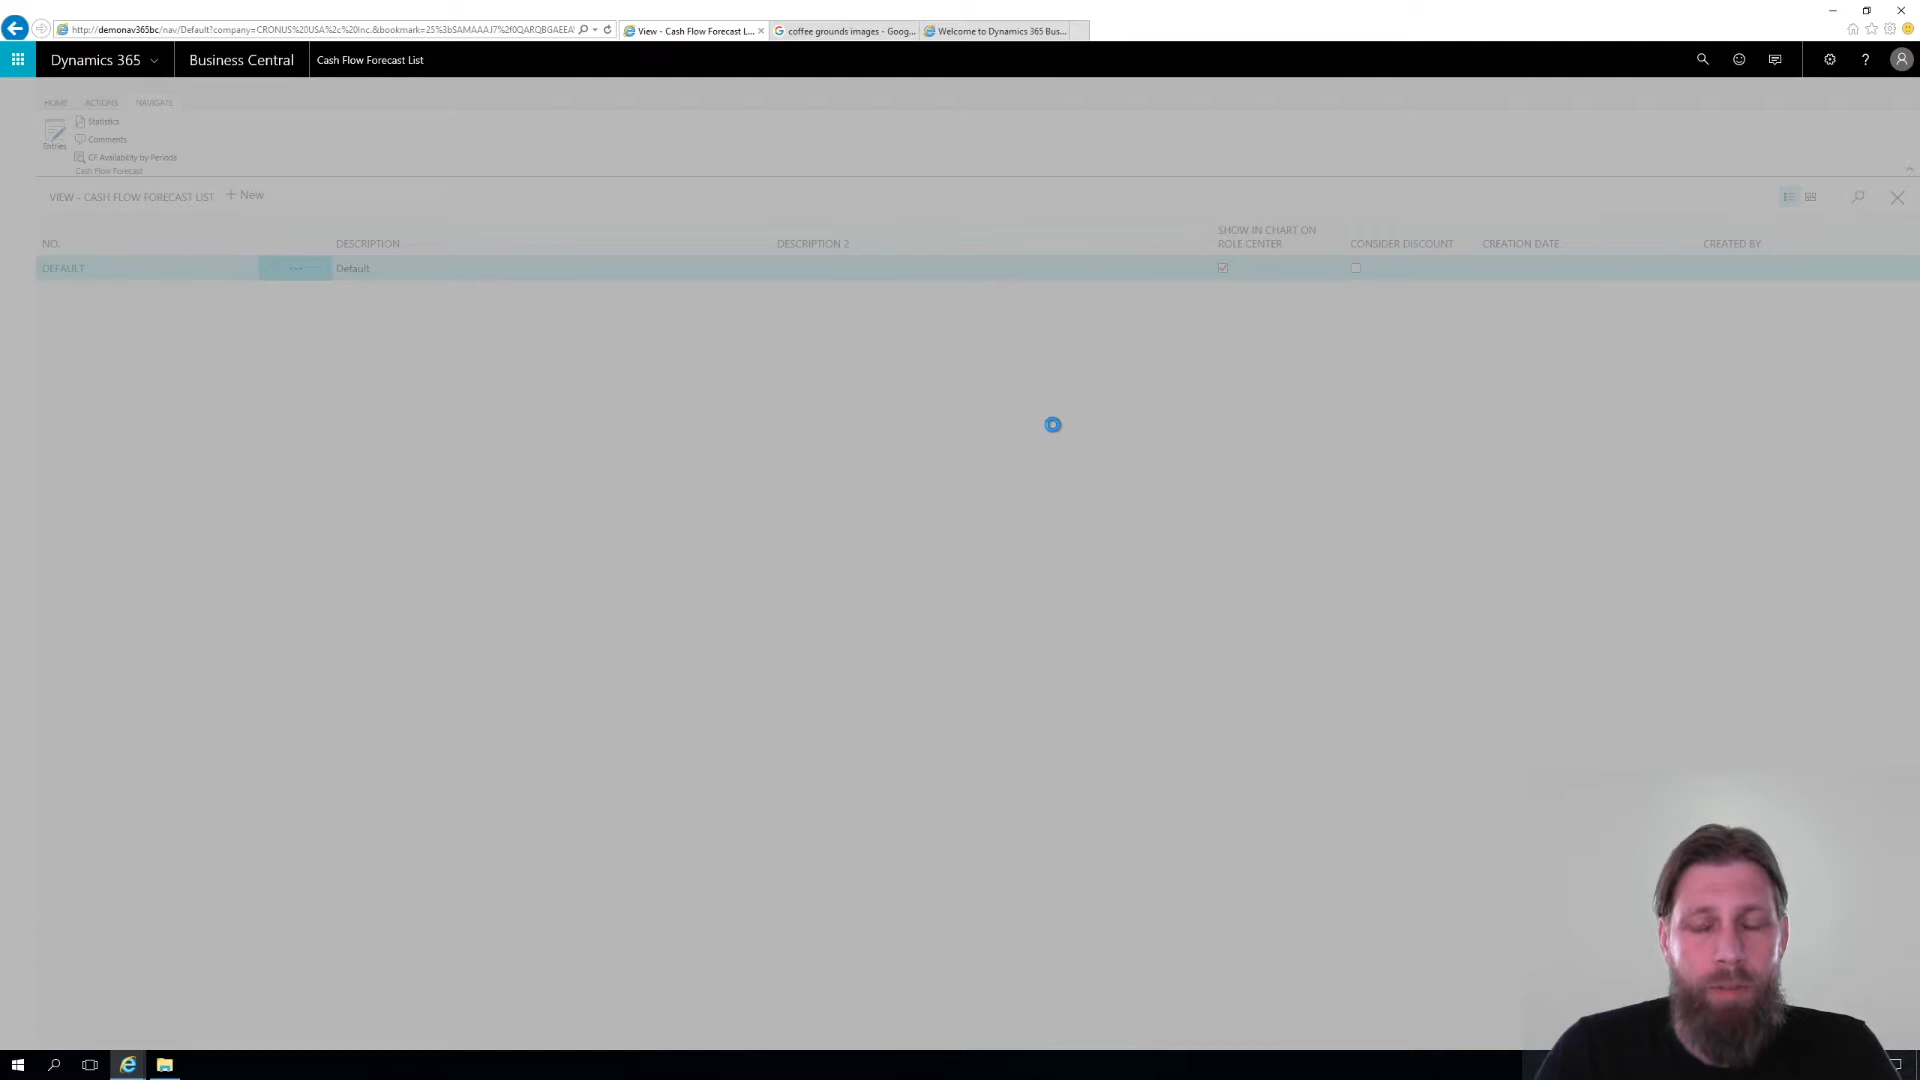 http://demonav365bc/nav/Default?company=CRONUS%20USA%2c%20Inc.&bookmark=25%3bSAMAAAJ7%2f0QARQBGAEEA
View - Cash Flow Forecast L...
coffee grounds images - Goog...
Welcome to Dynamics 365 Bus...
Dynamics 365
Business Central
Cash Flow Forecast List
?
HOME ACTIONS NAVIGATE
Entries
Statistics
Comments
CF Availability by Periods
Cash Flow Forecast
VIEW - CASH FLOW FORECAST LIST + New
NO. DESCRIPTION DESCRIPTION 2 SHOW IN CHART ON ROLE CENTER CONSIDER DISCOUNT CREATION DATE CREATED BY
DEFAULT ... Default